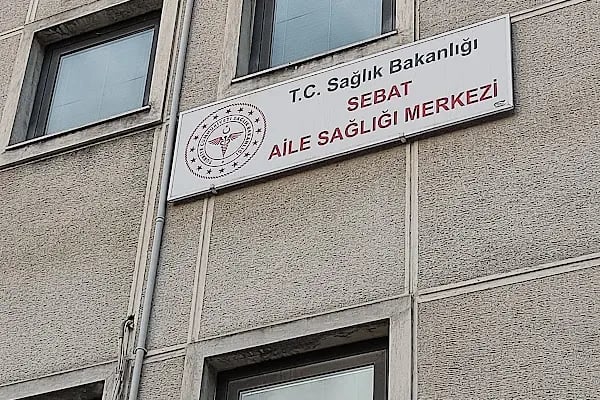 T.C. Sağlık Bakanlığı
SEBAT
AİLE SAĞLIĞI MERKEZİ